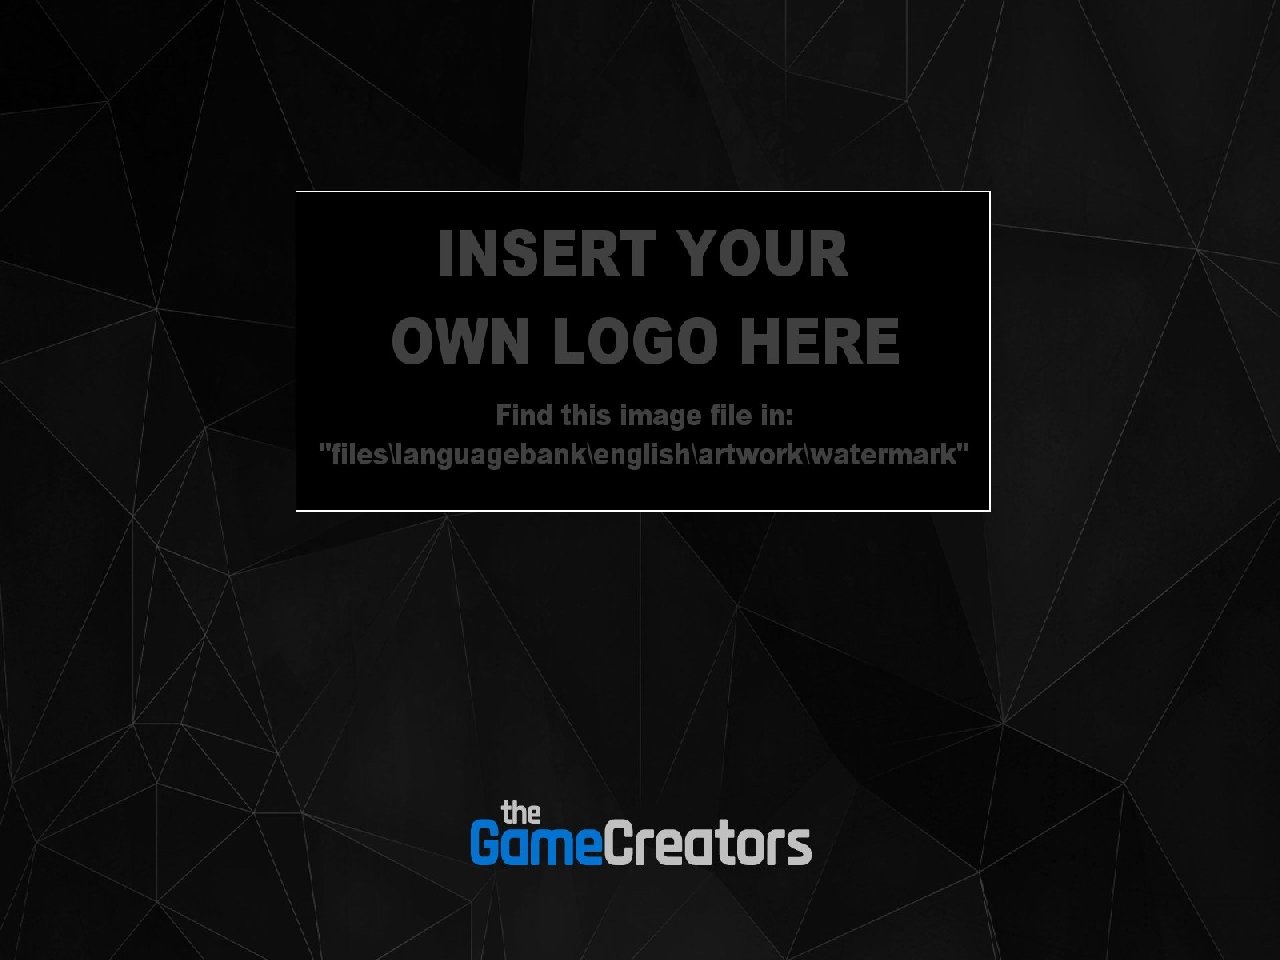 INSERT YOUR
OWN LOGO HERE
Find this image file in:
"files\languagebank\english\artwork\watermark"
the
GameCreators